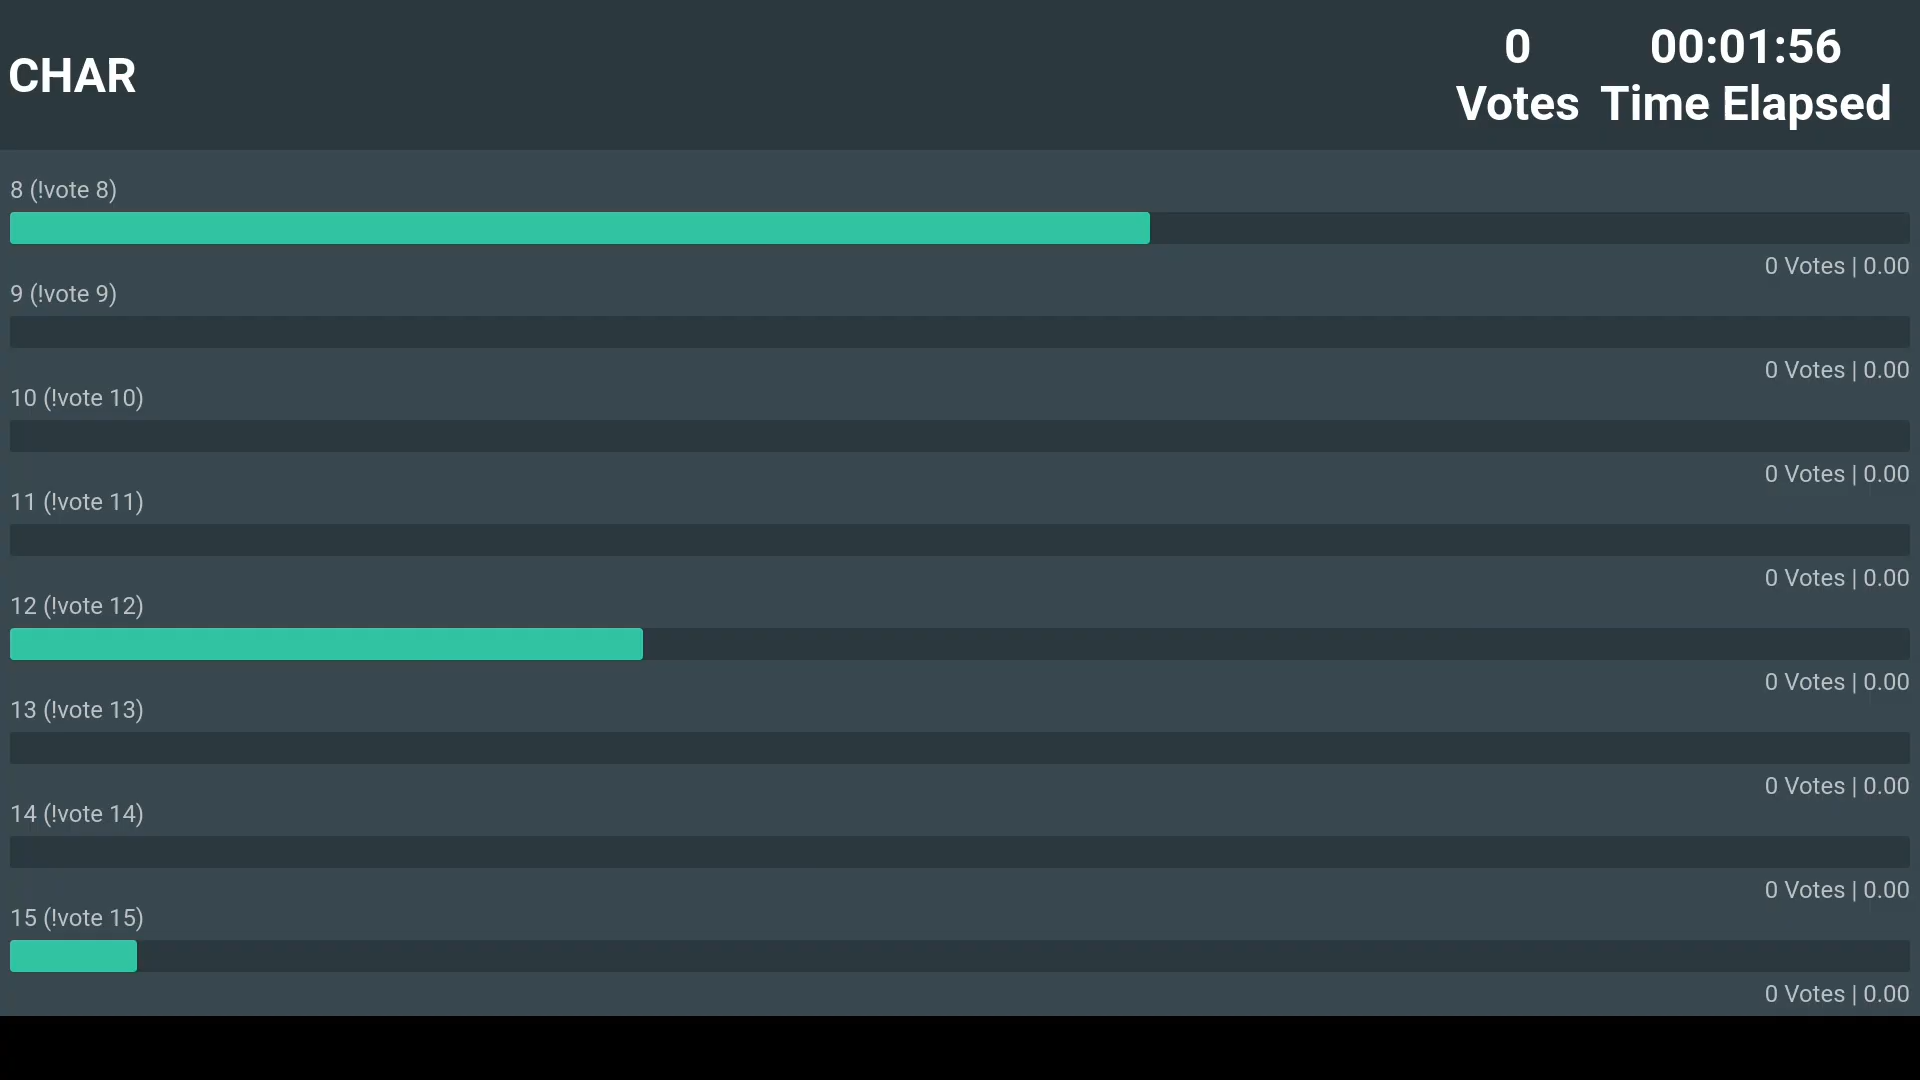 CHAR
0
Votes
00:01:56
Time Elapsed
8 (!vote 8)
0 Votes | 0.00
9 (!vote 9)
0 Votes | 0.00
10 (!vote 10)
0 Votes | 0.00
11 (!vote 11)
0 Votes | 0.00
12 (!vote 12)
0 Votes | 0.00
13 (!vote 13)
0 Votes | 0.00
14 (!vote 14)
0 Votes | 0.00
15 (!vote 15)
0 Votes | 0.00